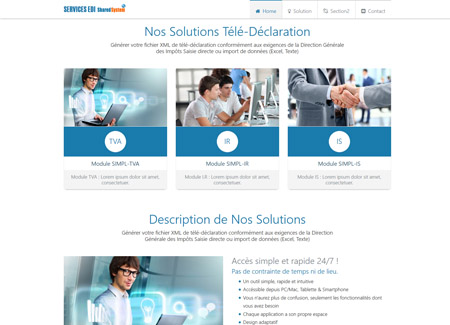 SERVICES EDI SharedSystem
Home
Solution
Section2
Contact
Nos Solutions Télé-Déclaration
Générer votre fichier XML de télé-déclaration conformément aux exigences de la Direction Générale
des Impôts Saisie directe ou import de données (Excel, Texte)
TVA
IR
IS
Module SIMPL-TVA
Module SIMPL-IR
Module SIMPL-IS
Module TVA : Lorem ipsum dolor sit amet,
consectetuer.
Module I.R : Lorem ipsum dolor sit amet,
consectetuer.
Module IS : Lorem ipsum dolor sit amet,
consectetuer.
Description de Nos Solutions
Générer votre fichier XML de télé-déclaration conformément aux exigences de la Direction
Générale des Impôts Saisie directe ou import de données (Excel, Texte)
Accès simple et rapide 24/7 !
Pas de contrainte de temps ni de lieu.
Un outil simple, rapide et intuitive
Accessible depuis PC/Mac, Tablette & Smartphone
Vous n'aurez plus de confusion, seulement les fonctionnalités dont
vous avez besoin
Chaque application a son propre espace
Design adaptatif